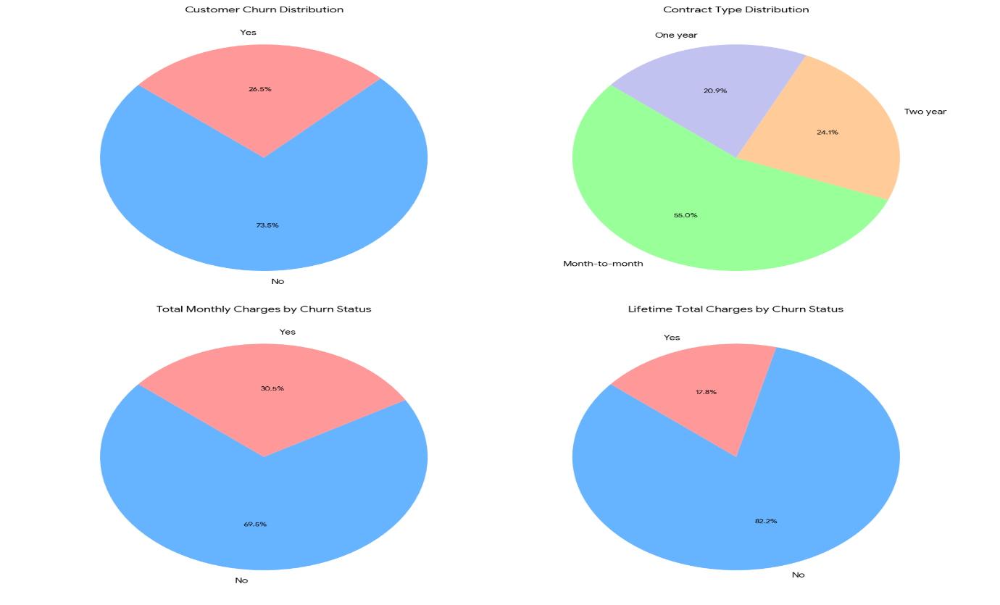 Customer Churn Distribution
Yes
26.5%
73.5%
No
Contract Type Distribution
One year
20.9%
Two year
24.1%
55.0%
Month-to-month
Total Monthly Charges by Churn Status
Yes
30.5%
69.5%
No
Lifetime Total Charges by Churn Status
Yes
17.8%
82.2%
No